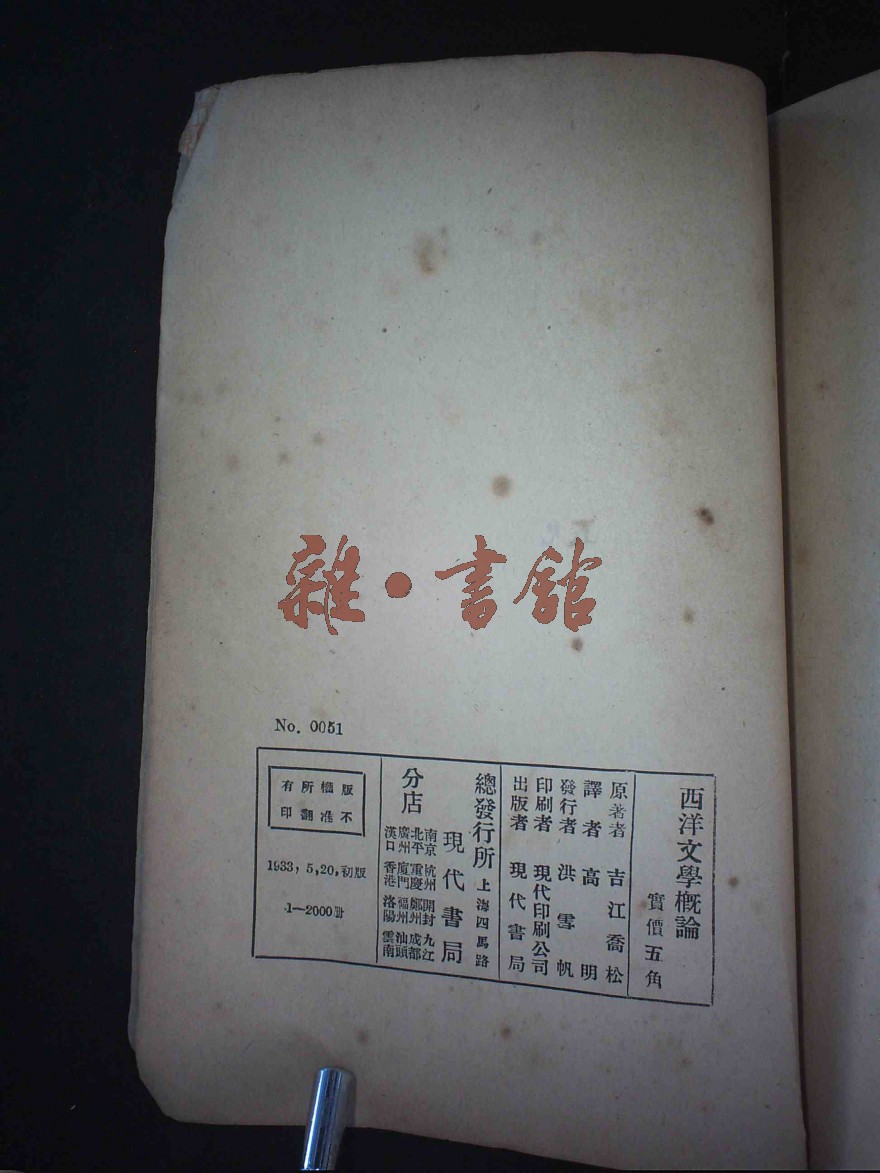 雜•書館
No. 0051
西洋文學概論
實價五角
原著者 吉江喬松
譯者 高明
發行者 洪雪帆
印刷者 現代印刷公司
出版者 現代書局
總發行所 上海四馬路
現代書局
分店
南京 杭州 開封 九江
北平 重慶 鄭州 成都
廣州 廈門 福州 汕頭
漢口 香港 洛陽 雲南
版權所有
不准翻印
1933,5,20,初版
1—2000冊